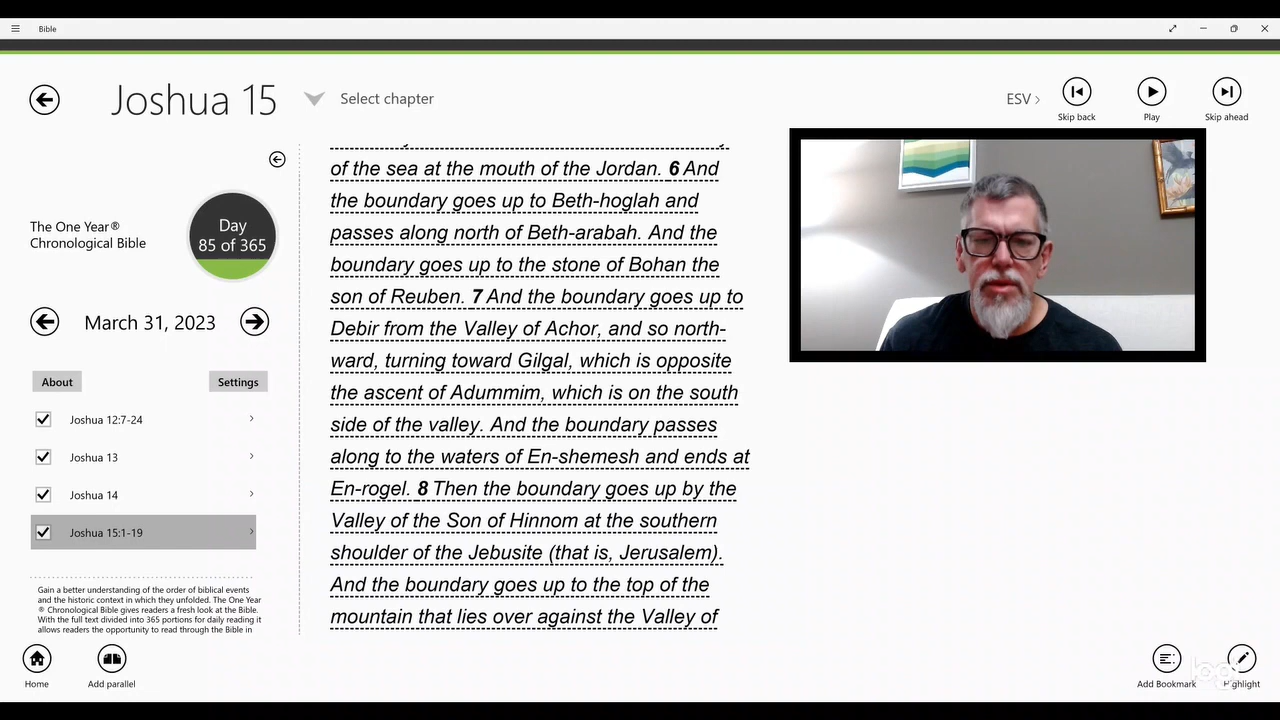 Bible
Joshua 15
Select chapter
ESV
Skip back
Play
Skip ahead
The One Year®
Chronological Bible
Day
85 of 365
March 31, 2023
About
Settings
Joshua 12:7-24
Joshua 13
Joshua 14
Joshua 15:1-19
Gain a better understanding of the order of biblical events
and the historic context in which they unfolded. The One Year
® Chronological Bible gives readers a fresh look at the Bible.
With the full text divided into 365 portions for daily reading it
allows readers the opportunity to read through the Bible in
of the sea at the mouth of the Jordan. 6 And
the boundary goes up to Beth-hoglah and
passes along north of Beth-arabah. And the
boundary goes up to the stone of Bohan the
son of Reuben. 7 And the boundary goes up to
Debir from the Valley of Achor, and so north-
ward, turning toward Gilgal, which is opposite
the ascent of Adummim, which is on the south
side of the valley. And the boundary passes
along to the waters of En-shemesh and ends at
En-rogel. 8 Then the boundary goes up by the
Valley of the Son of Hinnom at the southern
shoulder of the Jebusite (that is, Jerusalem).
And the boundary goes up to the top of the
mountain that lies over against the Valley of
Home
Add parallel
Add Bookmark
Highlight
logi